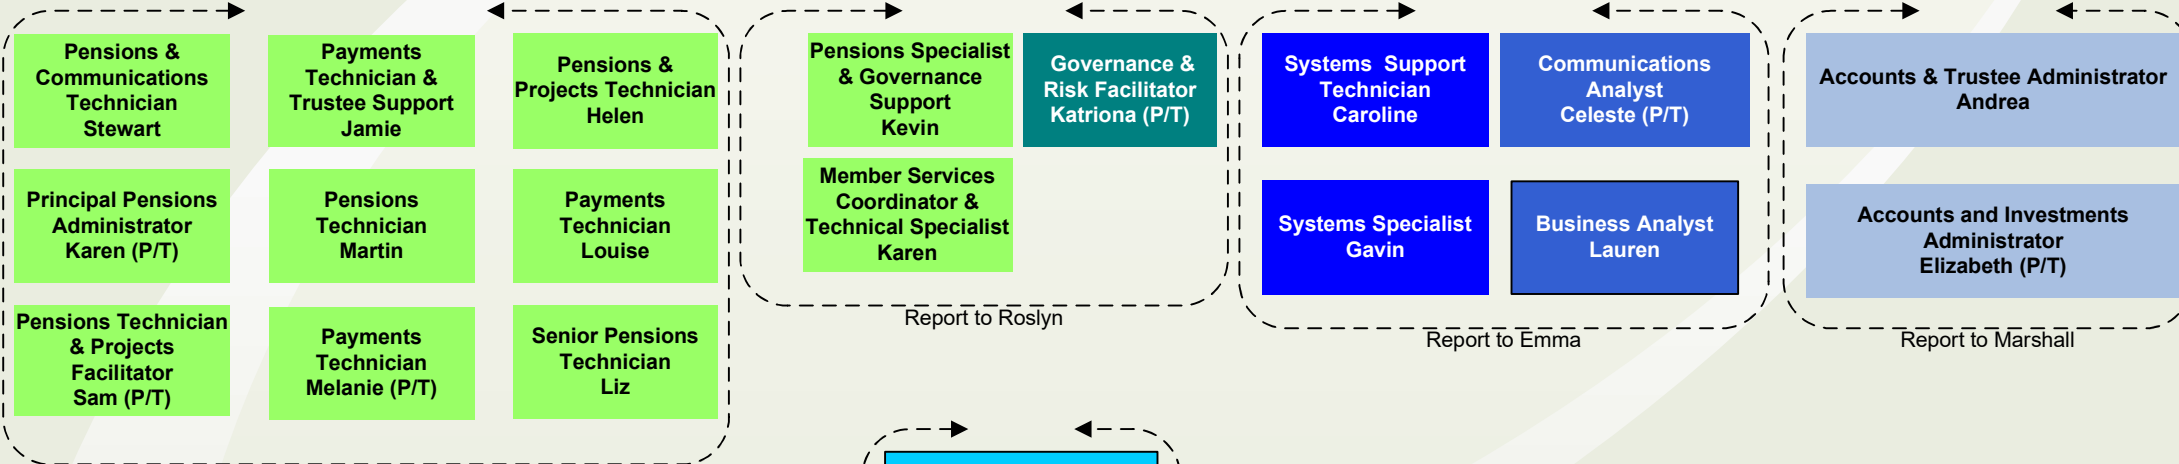 Pensions &
Communications
Technician
Stewart
Payments
Technician &
Trustee Support
Jamie
Pensions &
Projects Technician
Helen
Principal Pensions
Administrator
Karen (P/T)
Pensions
Technician
Martin
Payments
Technician
Louise
Pensions Technician
& Projects
Facilitator
Sam (P/T)
Payments
Technician
Melanie (P/T)
Senior Pensions
Technician
Liz
Pensions Specialist
& Governance
Support
Kevin
Governance &
Risk Facilitator
Katriona (P/T)
Member Services
Coordinator &
Technical Specialist
Karen
Report to Roslyn
Systems  Support
Technician
Caroline
Communications
Analyst
Celeste (P/T)
Systems Specialist
Gavin
Business Analyst
Lauren
Report to Emma
Accounts & Trustee Administrator
Andrea
Accounts and Investments
Administrator
Elizabeth (P/T)
Report to Marshall